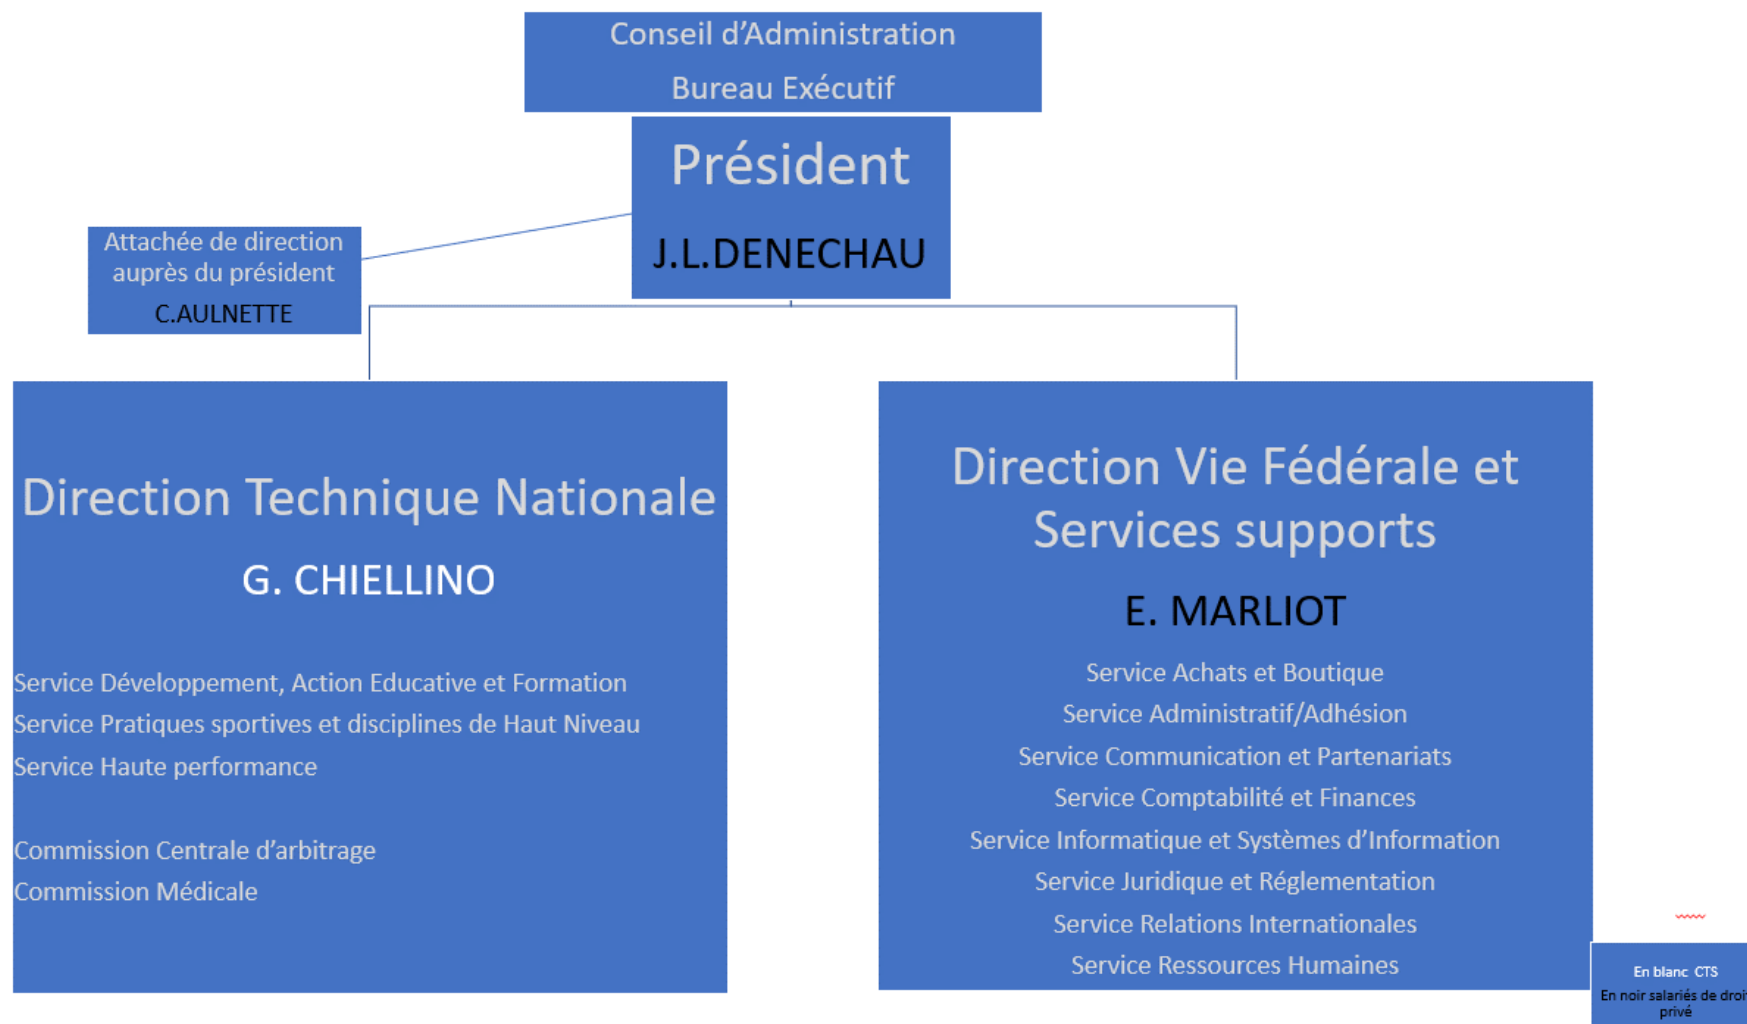 Conseil d’Administration
Bureau Exécutif
Président
J.L.DENECHAU
Attachée de direction
auprès du président
C.AULNETTE
Direction Technique Nationale
G. CHIELLINO
Service Développement, Action Educative et Formation
Service Pratiques sportives et disciplines de Haut Niveau
Service Haute performance
Commission Centrale d’arbitrage
Commission Médicale
Direction Vie Fédérale et
Services supports
E. MARLIOT
Service Achats et Boutique
Service Administratif/Adhésion
Service Communication et Partenariats
Service Comptabilité et Finances
Service Informatique et Systèmes d’Information
Service Juridique et Réglementation
Service Relations Internationales
Service Ressources Humaines
En blanc CTS
En noir salariés de droit
privé